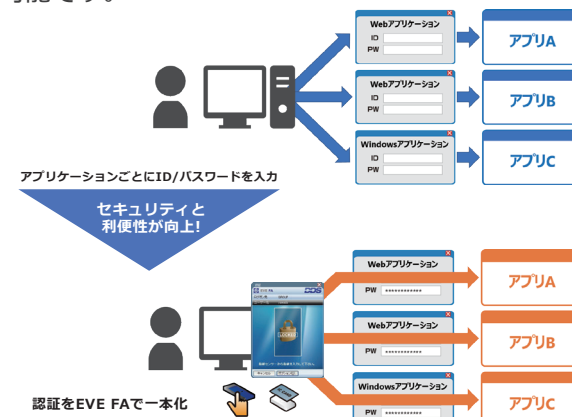 可能です。
Webアプリケーション
ID
PW
アプリA
Webアプリケーション
ID
PW
アプリB
Windowsアプリケーション
ID
PW
アプリC
アプリケーションごとにID/パスワードを入力
セキュリティと
利便性が向上!
Webアプリケーション
PW ************
アプリA
DDS
LOCKED
Webアプリケーション
PW ************
アプリB
Windowsアプリケーション
PW ************
アプリC
認証をEVE FAで一本化
IC CARD